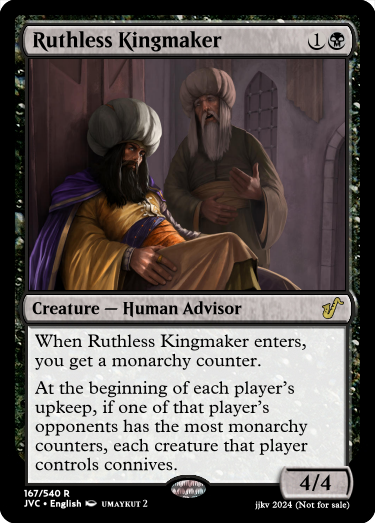 Ruthless Kingmaker 1
Creature — Human Advisor
When Ruthless Kingmaker enters,
you get a monarchy counter.
At the beginning of each player's
upkeep, if one of that player's
opponents has the most monarchy
counters, each creature that player
controls connives.
4/4
167/540 R
JVC • English UMAYKUT 2
jjkv 2024 (Not for sale)